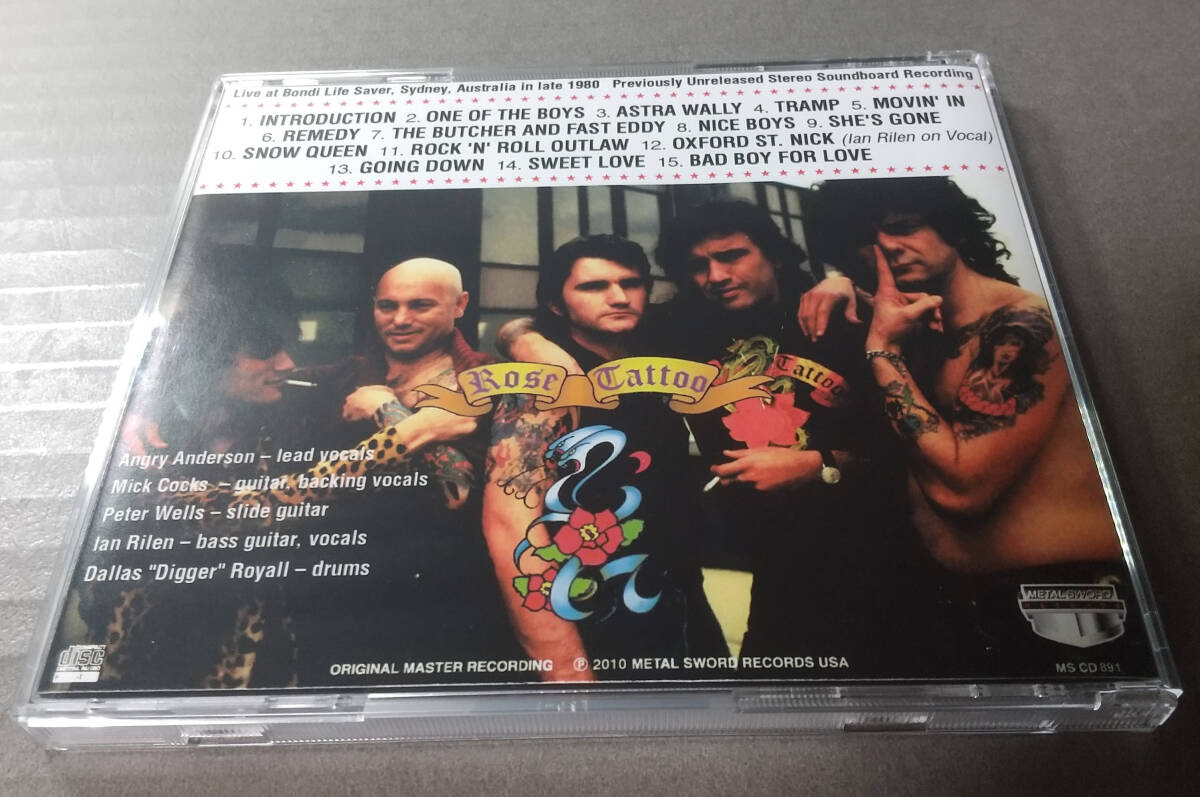 Live at Bondi Life Saver, Sydney, Australia in late 1980 Previously Unreleased Stereo Soundboard Recording
1. INTRODUCTION 2. ONE OF THE BOYS 3. ASTRA WALLY 4. TRAMP 5. MOVIN' IN
6. REMEDY 7. THE BUTCHER AND FAST EDDY 8. NICE BOYS 9. SHE'S GONE
10. SNOW QUEEN 11. ROCK 'N' ROLL OUTLAW 12. OXFORD ST. NICK (Ian Rilen on Vocal)
13. GOING DOWN 14. SWEET LOVE 15. BAD BOY FOR LOVE
Rose Tattoo
Tattoo
Angry Anderson – lead vocals
Mick Cocks – guitar, backing vocals
Peter Wells – slide guitar
Ian Rilen – bass guitar, vocals
Dallas "Digger" Royall – drums
METAL SWORD
disc
ORIGINAL MASTER RECORDING ℗ 2010 METAL SWORD RECORDS USA
MS CD 891